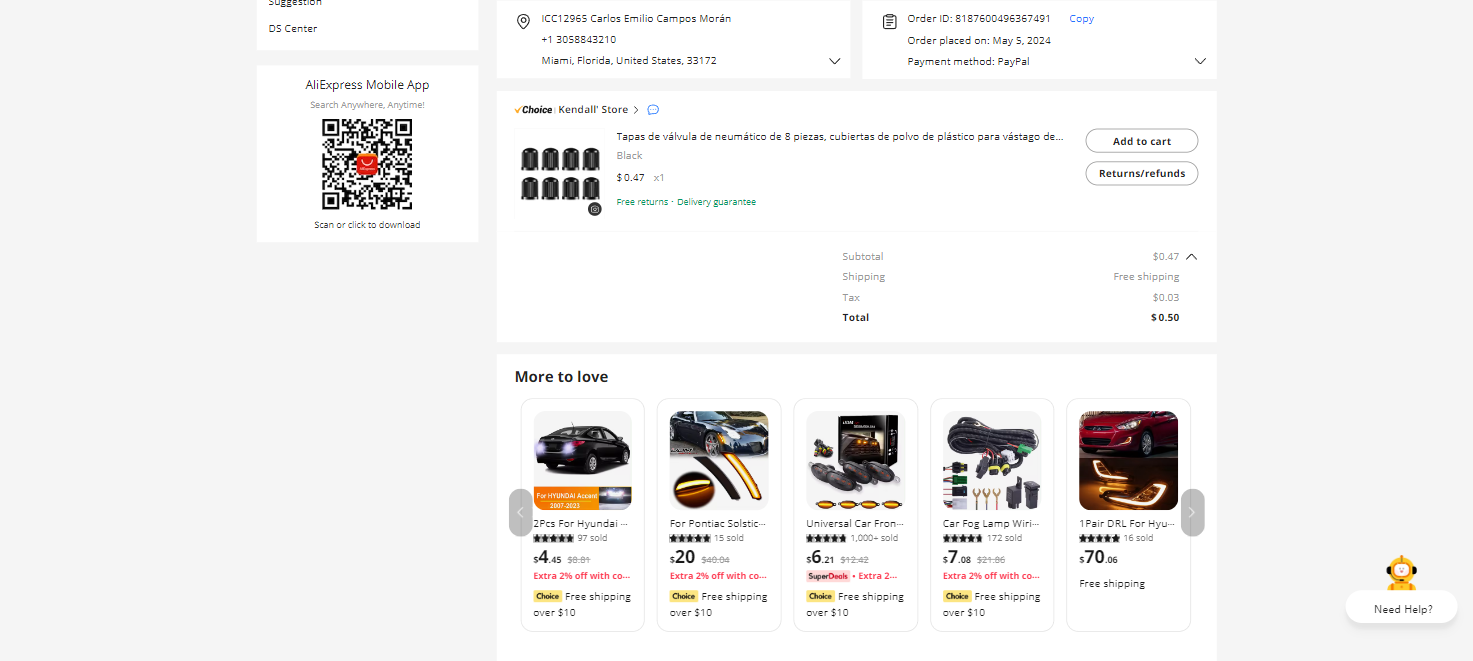 Suggestion
DS Center
AliExpress Mobile App
Search Anywhere, Anytime!
Scan or click to download
ICC12965 Carlos Emilio Campos Morán
+1 3058843210
Miami, Florida, United States, 33172
Order ID: 8187600496367491 Copy
Order placed on: May 5, 2024
Payment method: PayPal
Choice Kendall' Store
Tapas de válvula de neumático de 8 piezas, cubiertas de polvo de plástico para vástago de...
Black
$0.47 x1
Free returns · Delivery guarantee
Add to cart
Returns/refunds
Subtotal $0.47
Shipping Free shipping
Tax $0.03
Total $0.50
More to love
For HYUNDAI Accent
2007-2023
2Pcs For Hyundai ...
97 sold
$4.45 $8.81
Extra 2% off with co...
Choice Free shipping
over $10
For Pontiac Solstic...
15 sold
$20 $40.04
Extra 2% off with co...
Choice Free shipping
over $10
Universal Car Fron...
1,000+ sold
$6.21 $12.42
SuperDeals • Extra 2...
Choice Free shipping
over $10
Car Fog Lamp Wiri...
172 sold
$7.08 $21.86
Extra 2% off with co...
Choice Free shipping
over $10
1Pair DRL For Hyu...
16 sold
$70.06
Free shipping
Need Help?